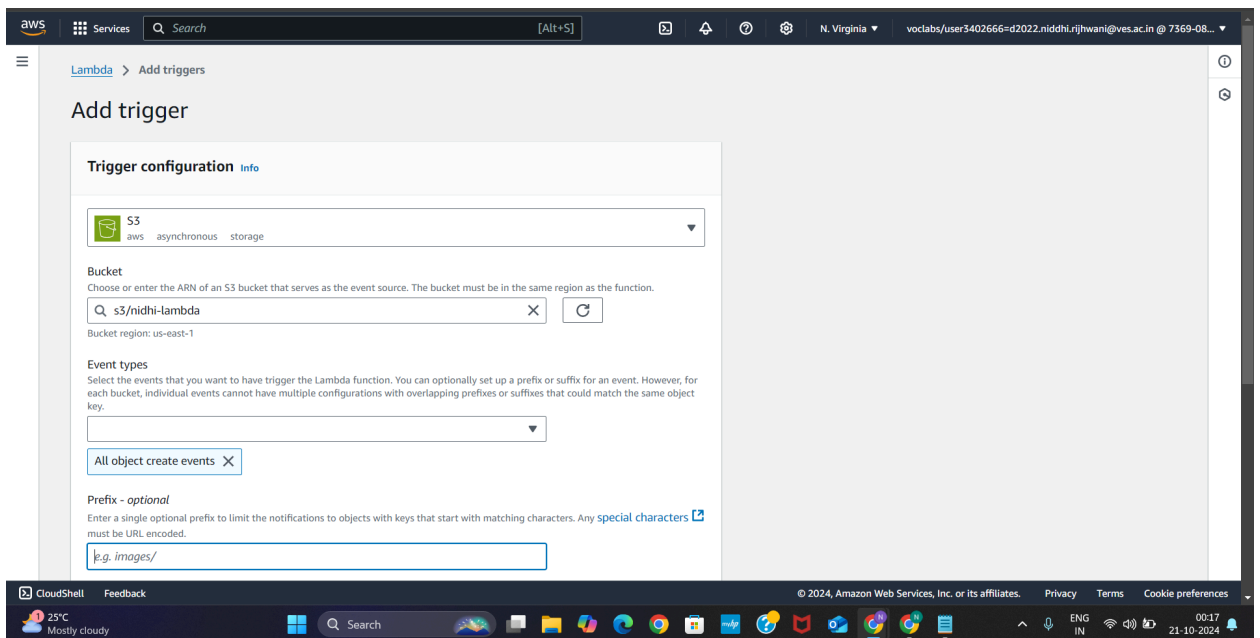 aws Services Search [Alt+S] N. Virginia voclabs/user3402666=d2022.niddhi.rijhwani@ves.ac.in @ 7369-08...
Lambda > Add triggers
Add trigger
Trigger configuration Info
S3
aws asynchronous storage
Bucket
Choose or enter the ARN of an S3 bucket that serves as the event source. The bucket must be in the same region as the function.
s3/nidhi-lambda
Bucket region: us-east-1
Event types
Select the events that you want to have trigger the Lambda function. You can optionally set up a prefix or suffix for an event. However, for
each bucket, individual events cannot have multiple configurations with overlapping prefixes or suffixes that could match the same object
key.
All object create events
Prefix - optional
Enter a single optional prefix to limit the notifications to objects with keys that start with matching characters. Any special characters
must be URL encoded.
e.g. images/
CloudShell Feedback © 2024, Amazon Web Services, Inc. or its affiliates. Privacy Terms Cookie preferences
1 25°C
Mostly cloudy
Search
ENG
IN
00:17
21-10-2024